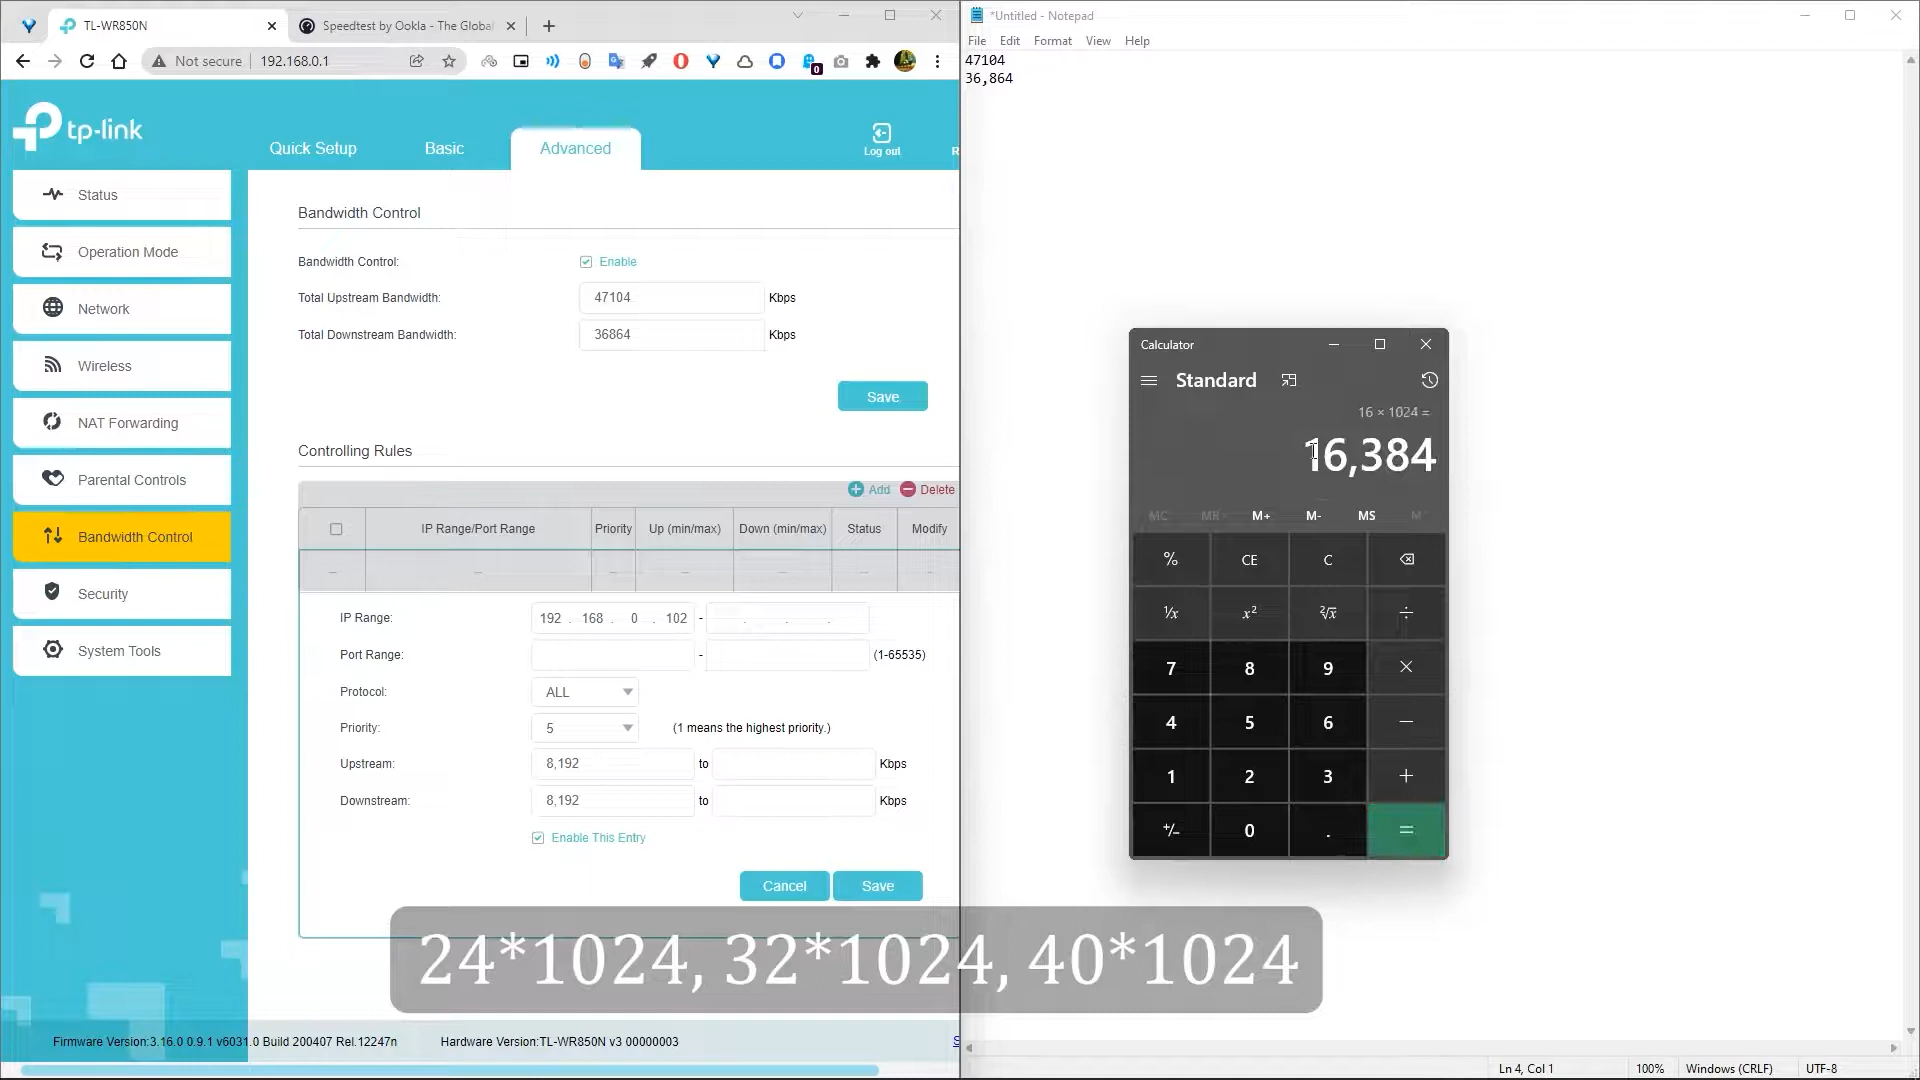 TL-WR850N
Speedtest by Ookla - The Global
Not secure
192.168.0.1
0
tp-link
Quick Setup
Basic
Advanced
Log out
R
Status
Operation Mode
Network
Wireless
NAT Forwarding
Parental Controls
Bandwidth Control
Security
System Tools
Bandwidth Control
Bandwidth Control:
Enable
Total Upstream Bandwidth:
47104
Kbps
Total Downstream Bandwidth:
36864
Kbps
Save
Controlling Rules
Add
Delete
IP Range/Port Range
Priority
Up (min/max)
Down (min/max)
Status
Modify
IP Range:
192 . 168 . 0 . 102 - . . .
Port Range:
- (1-65535)
Protocol:
ALL
Priority:
5
(1 means the highest priority.)
Upstream:
8,192
to
Kbps
Downstream:
8,192
to
Kbps
Enable This Entry
Cancel
Save
Firmware Version:3.16.0 0.9.1 v6031.0 Build 200407 Rel.12247n
Hardware Version:TL-WR850N v3 00000003
S
*Untitled - Notepad
File Edit Format View Help
47104
36,864
Calculator
Standard
16 × 1024 =
16,384
MC MR M+ M- MS M
% CE C
¹/x x² ²√x ÷
7 8 9 ×
4 5 6 −
1 2 3 +
+/- 0 . =
24*1024, 32*1024, 40*1024
Ln 4, Col 1
100%
Windows (CRLF)
UTF-8